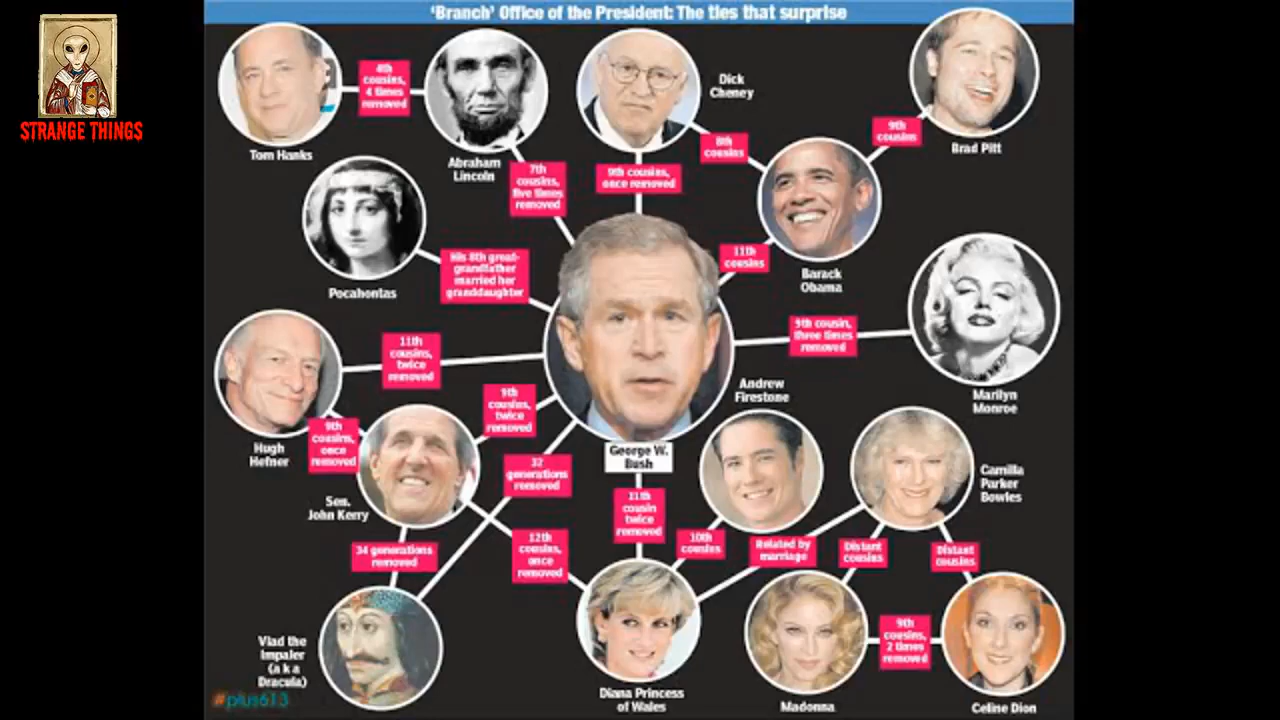 'Branch' Office of the President: The ties that surprise
STRANGE THINGS
Tom Hanks
4th
cousins,
4 times
removed
Abraham
Lincoln
7th
cousins,
five times
removed
Dick
Cheney
9th cousins,
once removed
8th
cousins
9th
cousins
Brad Pitt
Barack
Obama
11th
cousins
Pocahontas
His 8th great-
grandfather
married her
granddaughter
9th cousin,
three times
removed
Marilyn
Monroe
11th
cousins,
twice
removed
Hugh
Hefner
9th
cousins,
once
removed
9th
cousins,
twice
removed
Sen.
John Kerry
George W.
Bush
Andrew
Firestone
Camilla
Parker
Bowles
32
generations
removed
34 generations
removed
12th
cousins,
once
removed
11th
cousin
twice
removed
10th
cousins
Related by
marriage
Distant
cousins
Distant
cousins
Vlad the
Impaler
(a k a
Dracula)
Diana Princess
of Wales
Madonna
9th
cousins,
2 times
removed
Celine Dion
#plus613